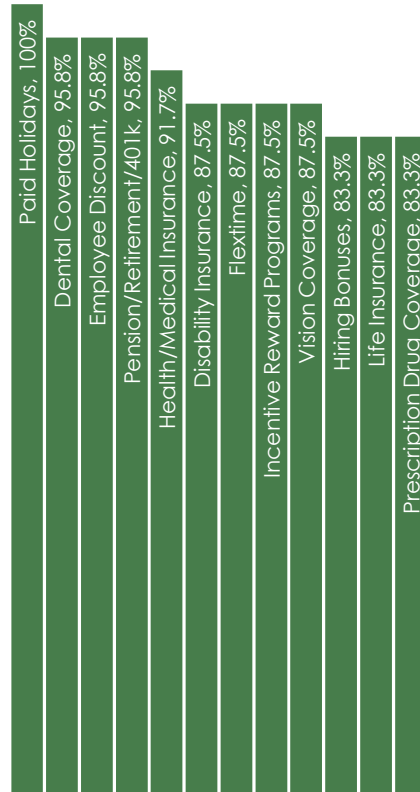 Paid Holidays, 100%
Dental Coverage, 95.8%
Employee Discount, 95.8%
Pension/Retirement/401k, 95.8%
Health/Medical Insurance, 91.7%
Disability Insurance, 87.5%
Flextime, 87.5%
Incentive Reward Programs, 87.5%
Vision Coverage, 87.5%
Hiring Bonuses, 83.3%
Life Insurance, 83.3%
Prescription Drug Coverage, 83.3%